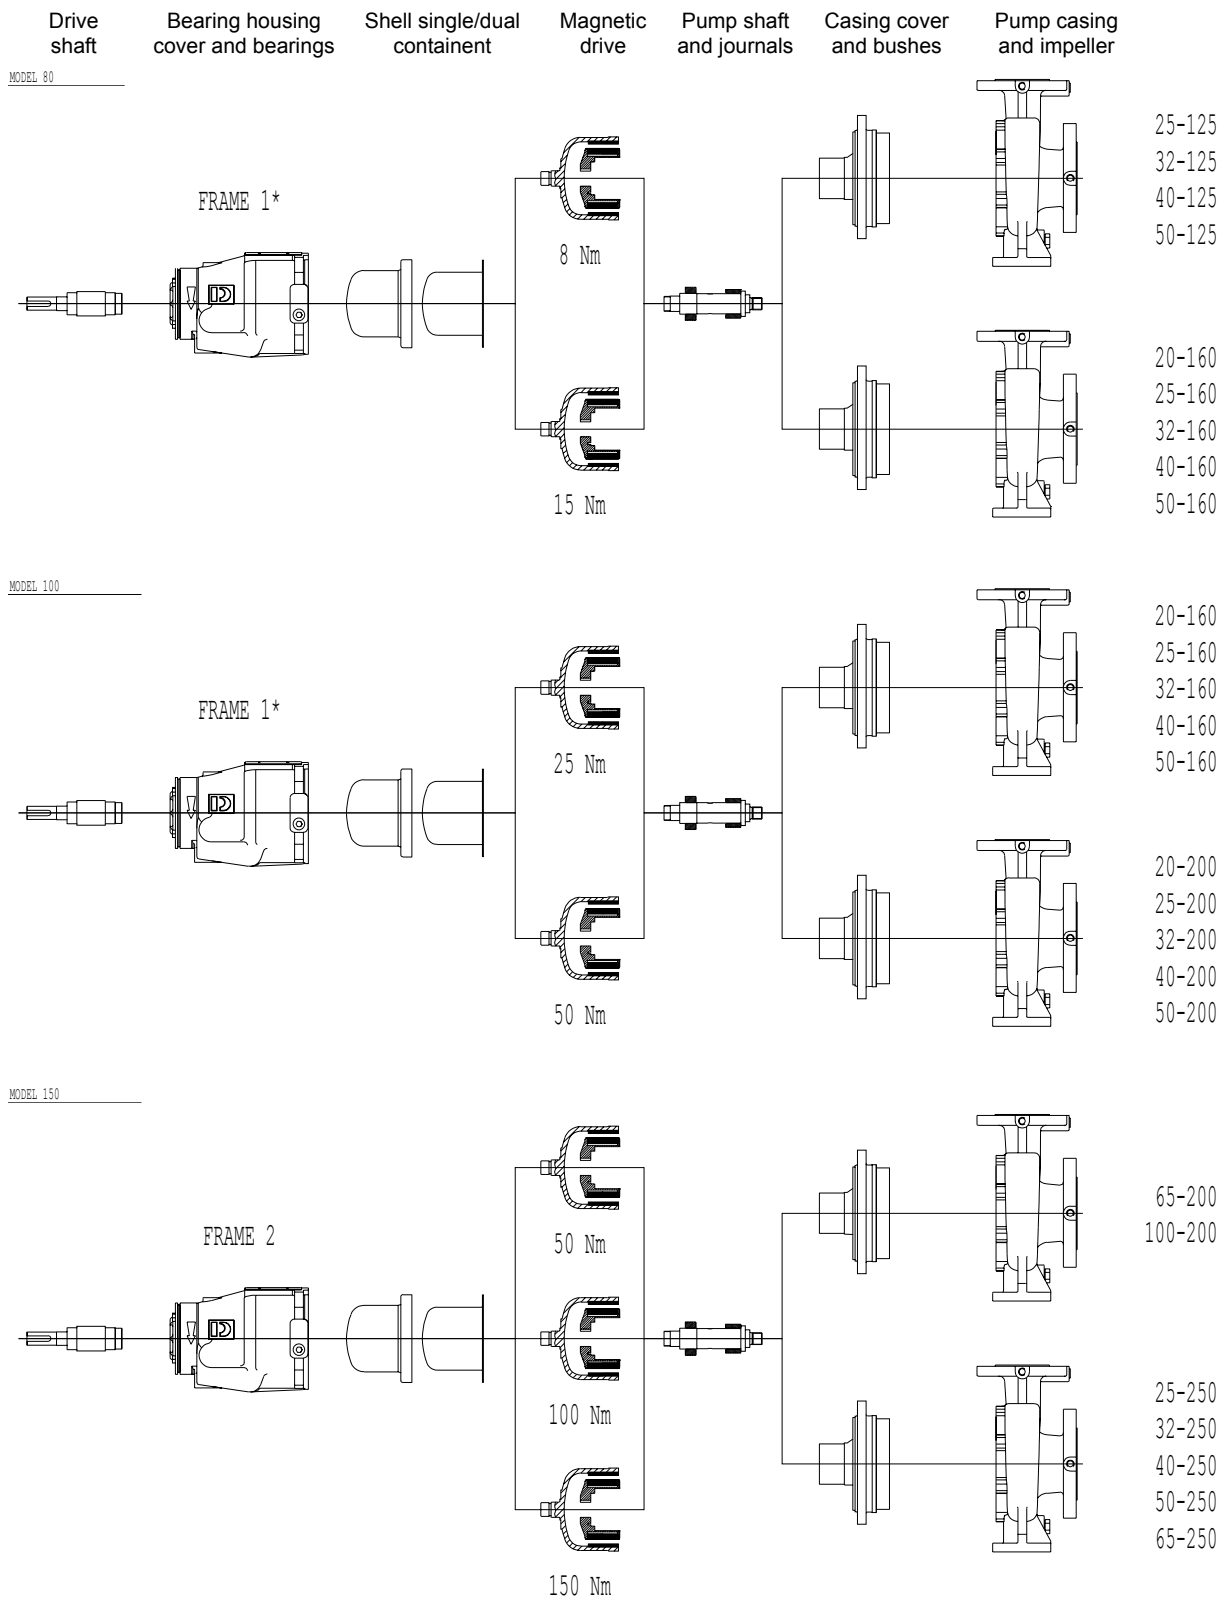 Drive
shaft
Bearing housing
cover and bearings
Shell single/dual
containent
Magnetic
drive
Pump shaft
and journals
Casing cover
and bushes
Pump casing
and impeller
MODEL 80
FRAME 1*
8 Nm
15 Nm
25-125
32-125
40-125
50-125
20-160
25-160
32-160
40-160
50-160
MODEL 100
FRAME 1*
25 Nm
50 Nm
20-160
25-160
32-160
40-160
50-160
20-200
25-200
32-200
40-200
50-200
MODEL 150
FRAME 2
50 Nm
100 Nm
150 Nm
65-200
100-200
25-250
32-250
40-250
50-250
65-250